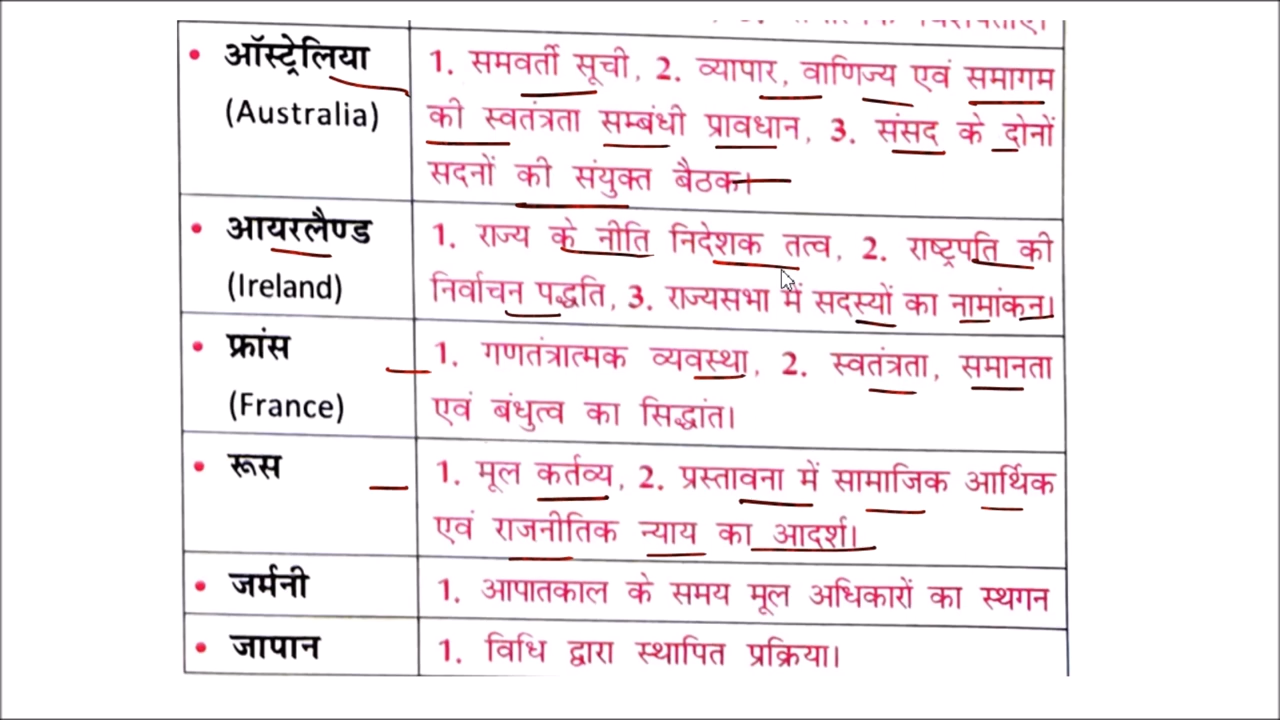 ऑस्ट्रेलिया
(Australia)
1. समवर्ती सूची, 2. व्यापार, वाणिज्य एवं समागम
की स्वतंत्रता सम्बंधी प्रावधान, 3. संसद के दोनों
सदनों की संयुक्त बैठक।
आयरलैण्ड
(Ireland)
1. राज्य के नीति निदेशक तत्व, 2. राष्ट्रपति की
निर्वाचन पद्धति, 3. राज्यसभा में सदस्यों का नामांकन।
फ्रांस
(France)
1. गणतंत्रात्मक व्यवस्था, 2. स्वतंत्रता, समानता
एवं बंधुत्व का सिद्धांत।
रूस
1. मूल कर्तव्य, 2. प्रस्तावना में सामाजिक आर्थिक
एवं राजनीतिक न्याय का आदर्श।
जर्मनी
1. आपातकाल के समय मूल अधिकारों का स्थगन
जापान
1. विधि द्वारा स्थापित प्रक्रिया।